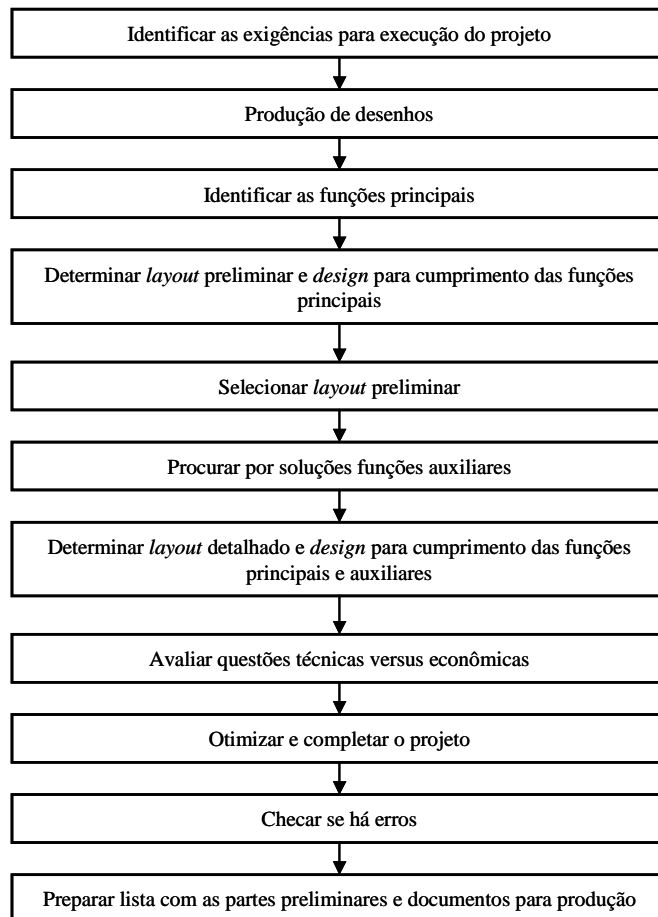 Identificar as exigências para execução do projeto
Produção de desenhos
Identificar as funções principais
Determinar layout preliminar e design para cumprimento das funções
principais
Selecionar layout preliminar
Procurar por soluções funções auxiliares
Determinar layout detalhado e design para cumprimento das funções
principais e auxiliares
Avaliar questões técnicas versus econômicas
Otimizar e completar o projeto
Checar se há erros
Preparar lista com as partes preliminares e documentos para produção